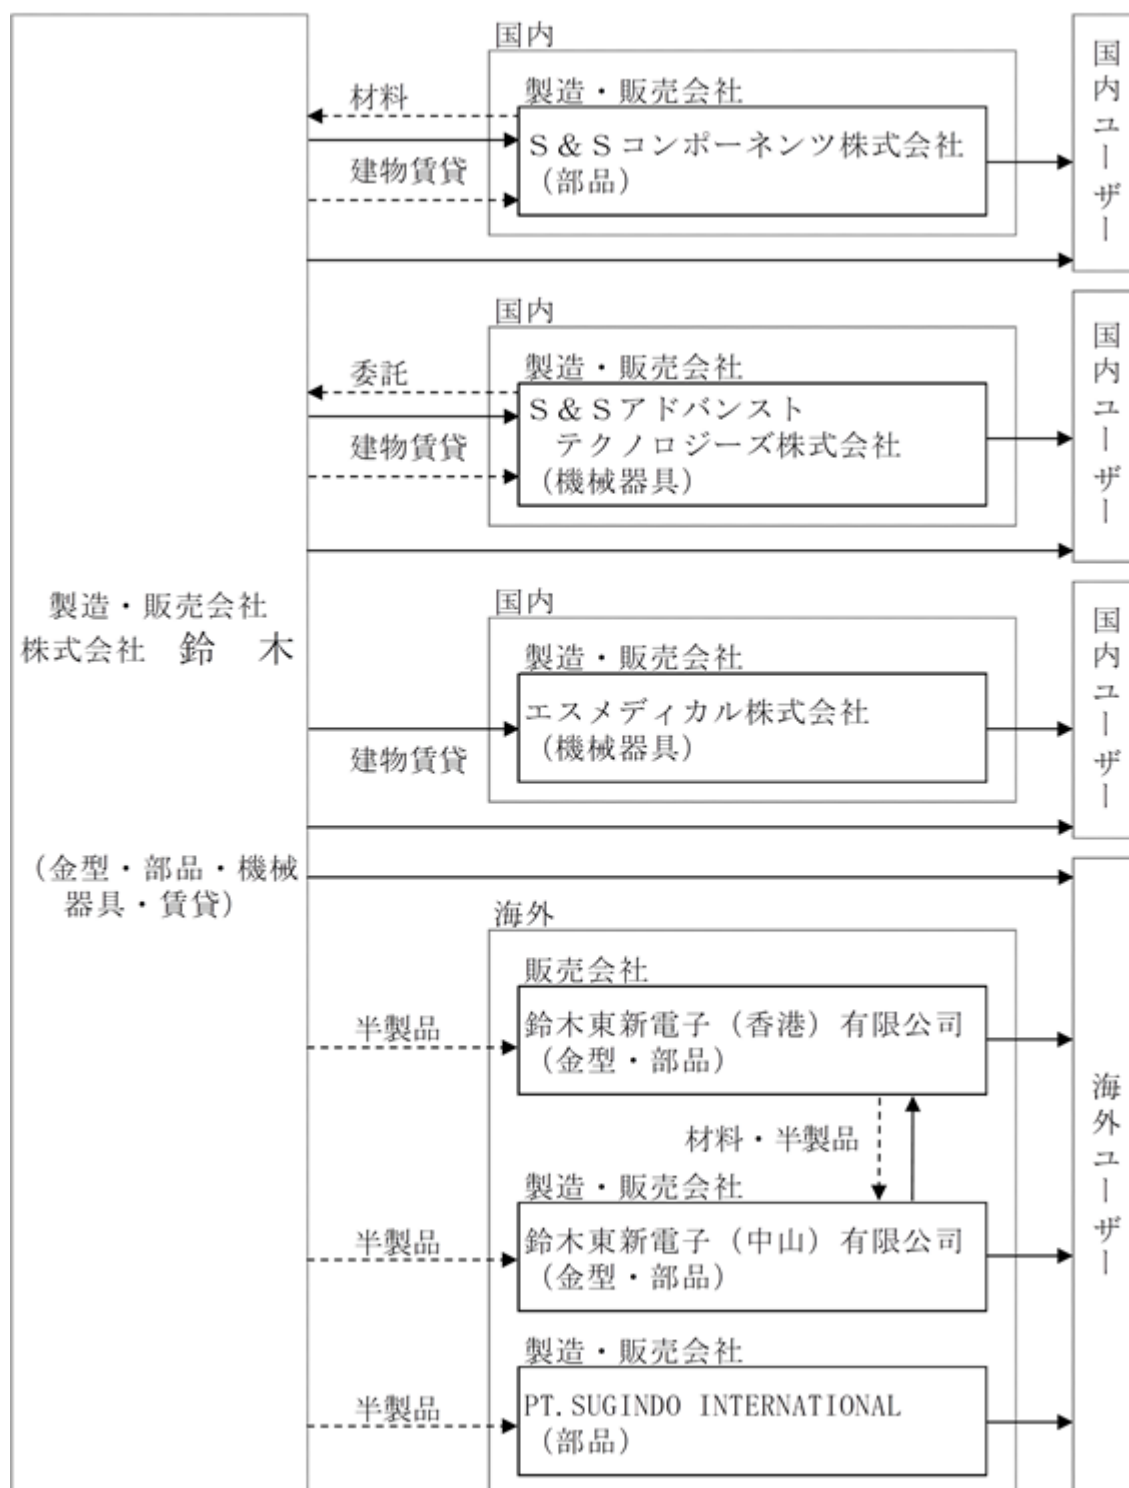 国内
製造・販売会社
材料
S&Sコンポーネンツ株式会社
(部品)
建物賃貸
国内ユーザー
国内
製造・販売会社
委託
S&Sアドバンスト
テクノロジーズ株式会社
(機械器具)
建物賃貸
国内ユーザー
製造・販売会社
株式会社 鈴 木
(金型・部品・機械
器具・賃貸)
国内
製造・販売会社
エスメディカル株式会社
(機械器具)
建物賃貸
国内ユーザー
海外
販売会社
半製品
鈴木東新電子(香港)有限公司
(金型・部品)
材料・半製品
製造・販売会社
半製品
鈴木東新電子(中山)有限公司
(金型・部品)
製造・販売会社
半製品
PT.SUGINDO INTERNATIONAL
(部品)
海外ユーザー